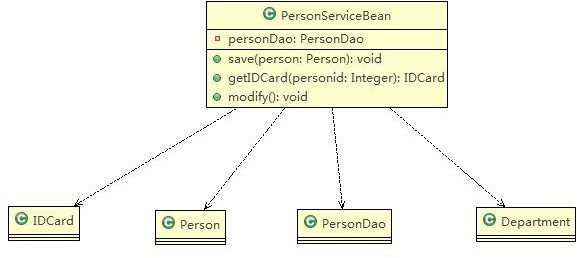 PersonServiceBean
personDao: PersonDao
save(person: Person): void
getIDCard(personid: Integer): IDCard
modify(): void
IDCard
Person
PersonDao
Department